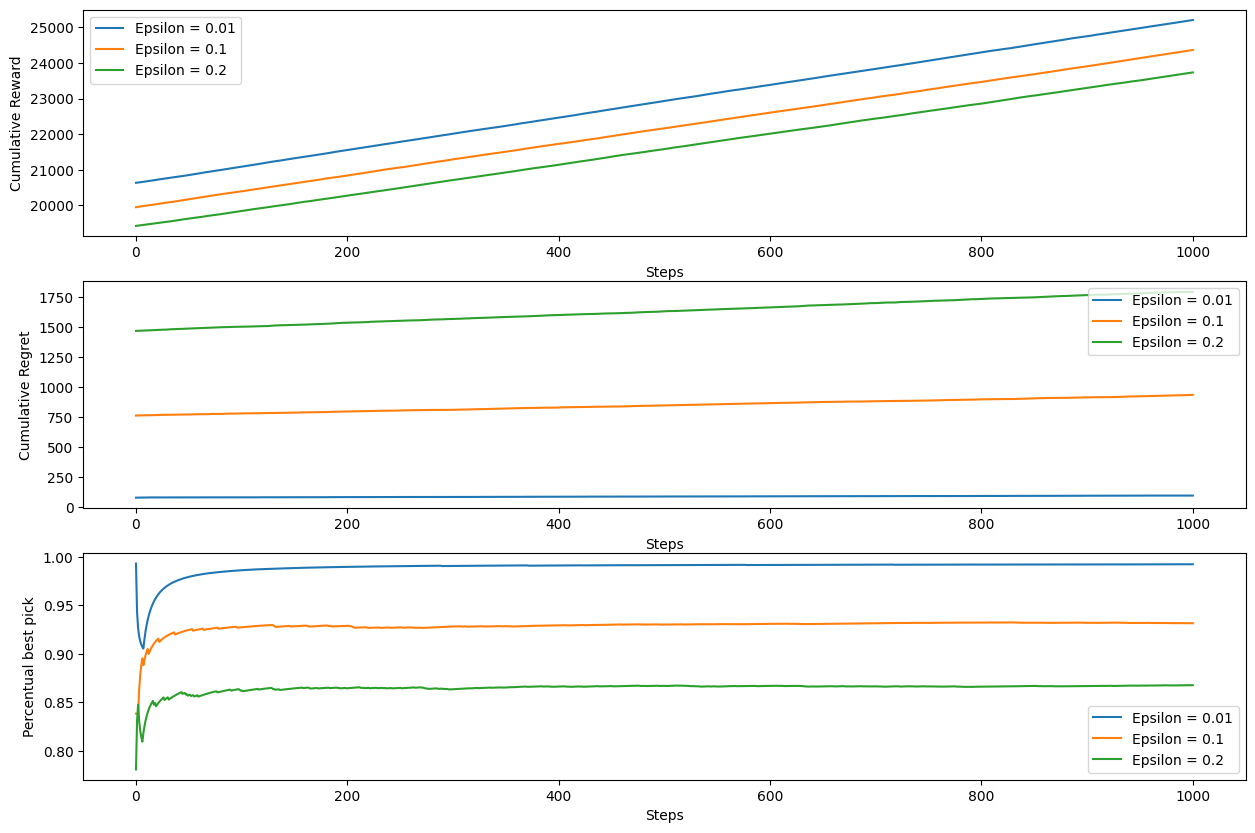 Cumulative Reward
25000
24000
23000
22000
21000
20000
Epsilon = 0.01
Epsilon = 0.1
Epsilon = 0.2
0
200
400
600
800
1000
Steps
Cumulative Regret
1750
1500
1250
1000
750
500
250
0
Epsilon = 0.01
Epsilon = 0.1
Epsilon = 0.2
0
200
400
600
800
1000
Steps
Percentual best pick
1.00
0.95
0.90
0.85
0.80
Epsilon = 0.01
Epsilon = 0.1
Epsilon = 0.2
0
200
400
600
800
1000
Steps